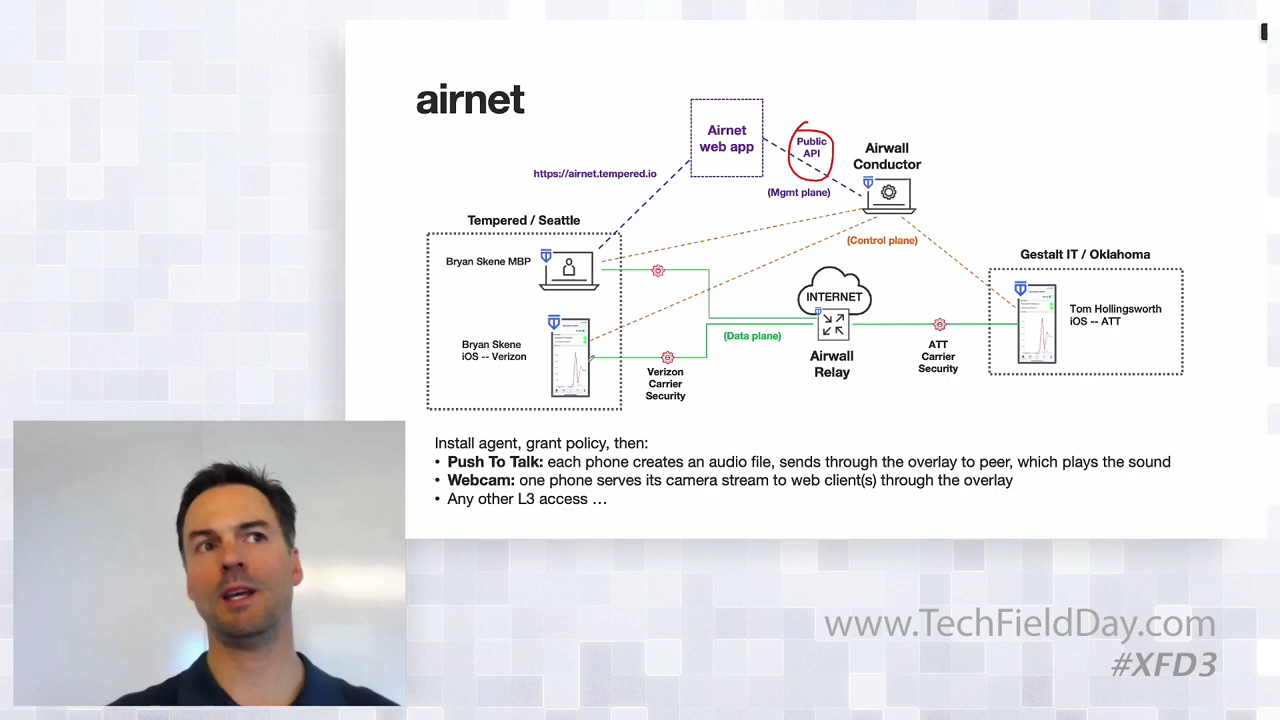 airnet
Airnet
web app
Public
API
Airwall
Conductor
https://airnet.tempered.io
(Mgmt plane)
Tempered / Seattle
(Control plane)
Gestalt IT / Oklahoma
Bryan Skene MBP
INTERNET
Tom Hollingsworth
iOS -- ATT
Bryan Skene
iOS -- Verizon
(Data plane)
Airwall
Relay
ATT
Carrier
Security
Verizon
Carrier
Security
Install agent, grant policy, then:
• Push To Talk: each phone creates an audio file, sends through the overlay to peer, which plays the sound
• Webcam: one phone serves its camera stream to web client(s) through the overlay
• Any other L3 access …
www.TechFieldDay.com
#XFD3